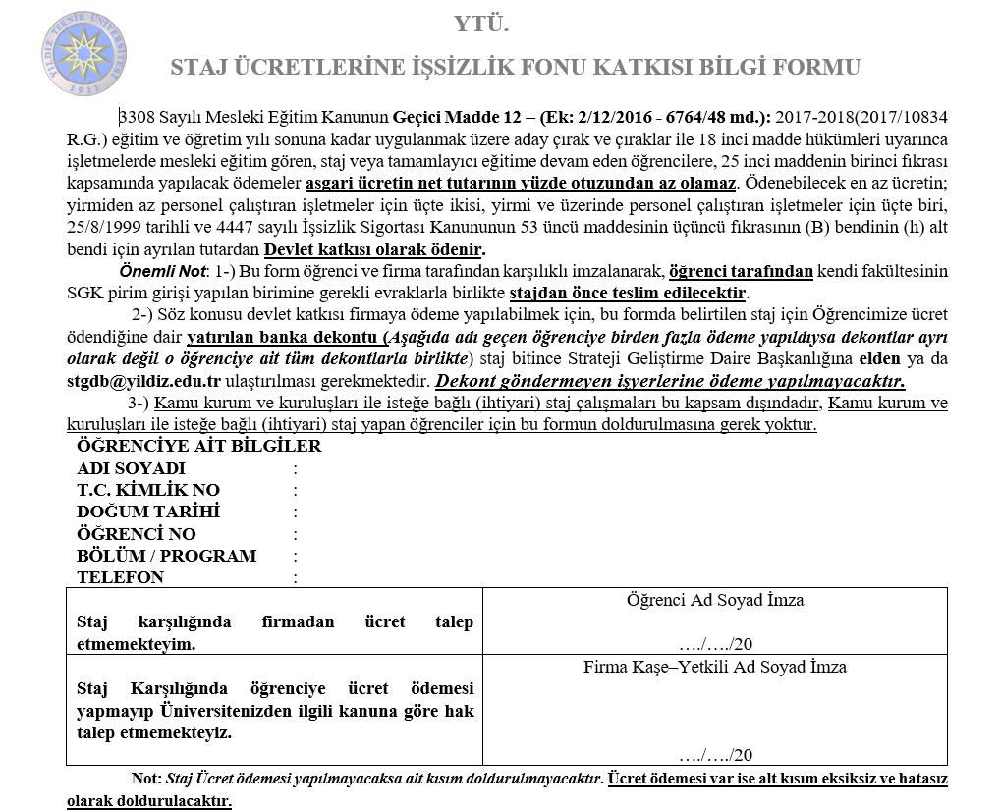 YILDIZ TEKNİK ÜNİVERSİTESİ
1911
YTÜ.
STAJ ÜCRETLERİNE İŞSİZLİK FONU KATKISI BİLGİ FORMU
3308 Sayılı Mesleki Eğitim Kanunun Geçici Madde 12 – (Ek: 2/12/2016 - 6764/48 md.): 2017-2018(2017/10834
R.G.) eğitim ve öğretim yılı sonuna kadar uygulanmak üzere aday çırak ve çıraklar ile 18 inci madde hükümleri uyarınca
işletmelerde mesleki eğitim gören, staj veya tamamlayıcı eğitime devam eden öğrencilere, 25 inci maddenin birinci fıkrası
kapsamında yapılacak ödemeler asgari ücretin net tutarının yüzde otuzundan az olamaz. Ödenebilecek en az ücretin;
yirmiden az personel çalıştıran işletmeler için üçte ikisi, yirmi ve üzerinde personel çalıştıran işletmeler için üçte biri,
25/8/1999 tarihli ve 4447 sayılı İşsizlik Sigortası Kanununun 53 üncü maddesinin üçüncü fıkrasının (B) bendinin (h) alt
bendi için ayrılan tutardan Devlet katkısı olarak ödenir.
Önemli Not: 1-) Bu form öğrenci ve firma tarafından karşılıklı imzalanarak, öğrenci tarafından kendi fakültesinin
SGK pirim girişi yapılan birimine gerekli evraklarla birlikte stajdan önce teslim edilecektir.
2-) Söz konusu devlet katkısı firmaya ödeme yapılabilmek için, bu formda belirtilen staj için Öğrencimize ücret
ödendiğine dair yatırılan banka dekontu (Aşağıda adı geçen öğrenciye birden fazla ödeme yapıldıysa dekontlar ayrı
olarak değil o öğrenciye ait tüm dekontlarla birlikte) staj bitince Strateji Geliştirme Daire Başkanlığına elden ya da
stgdb@yildiz.edu.tr ulaştırılması gerekmektedir. Dekont göndermeyen işyerlerine ödeme yapılmayacaktır.
3-) Kamu kurum ve kuruluşları ile isteğe bağlı (ihtiyari) staj çalışmaları bu kapsam dışındadır, Kamu kurum ve
kuruluşları ile isteğe bağlı (ihtiyari) staj yapan öğrenciler için bu formun doldurulmasına gerek yoktur.
ÖĞRENCİYE AİT BİLGİLER
ADI SOYADI :
T.C. KİMLİK NO :
DOĞUM TARİHİ :
ÖĞRENCİ NO :
BÖLÜM / PROGRAM :
TELEFON :
Staj karşılığında firmadan ücret talep
etmemekteyim.
Öğrenci Ad Soyad İmza
…./…./20
Staj Karşılığında öğrenciye ücret ödemesi
yapmayıp Üniversitenizden ilgili kanuna göre hak
talep etmemekteyiz.
Firma Kaşe–Yetkili Ad Soyad İmza
…./…./20
Not: Staj Ücret ödemesi yapılmayacaksa alt kısım doldurulmayacaktır. Ücret ödemesi var ise alt kısım eksiksiz ve hatasız
olarak doldurulacaktır.